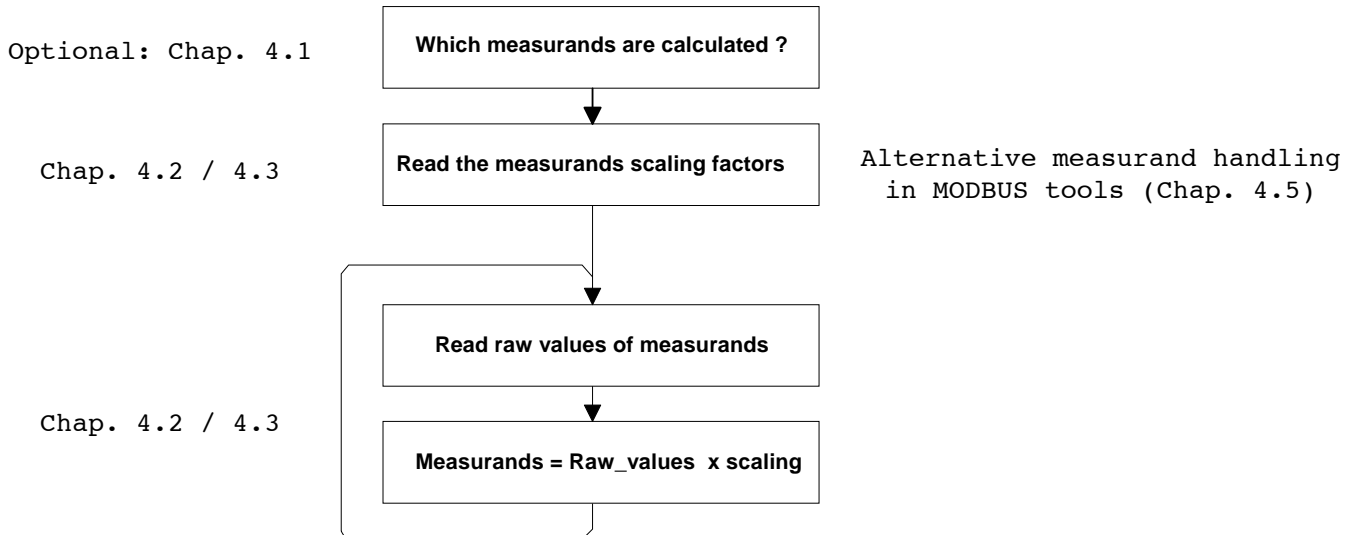 Optional: Chap. 4.1
Which measurands are calculated ?
Chap. 4.2 / 4.3
Read the measurands scaling factors
Alternative measurand handling
in MODBUS tools (Chap. 4.5)
Read raw values of measurands
Chap. 4.2 / 4.3
Measurands = Raw_values x scaling